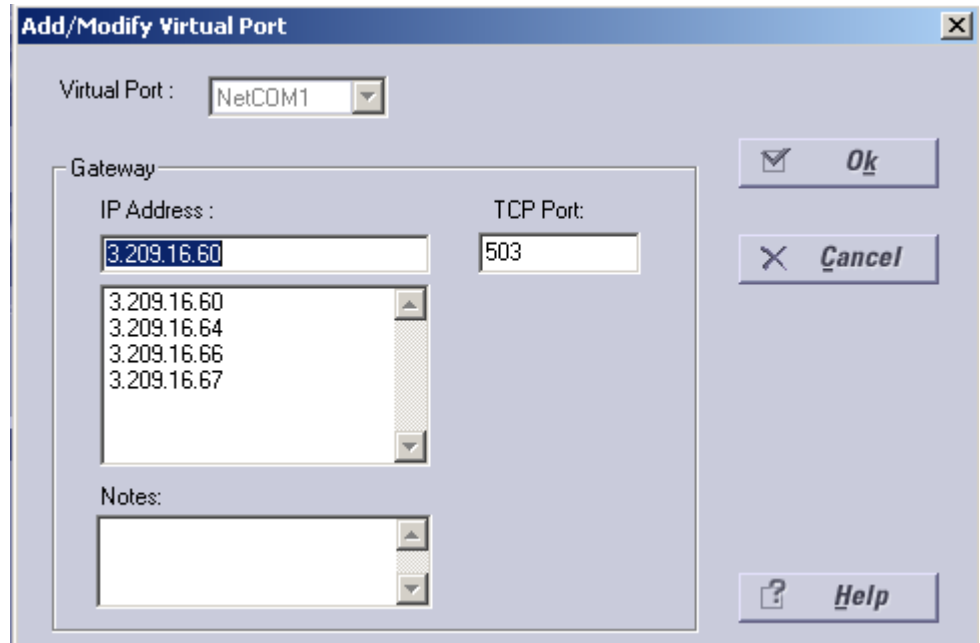 Add/Modify Virtual Port
Virtual Port :
NetCOM1
Gateway
IP Address :
3.209.16.60
3.209.16.60
3.209.16.64
3.209.16.66
3.209.16.67
Notes:
TCP Port:
503
Ok
Cancel
Help